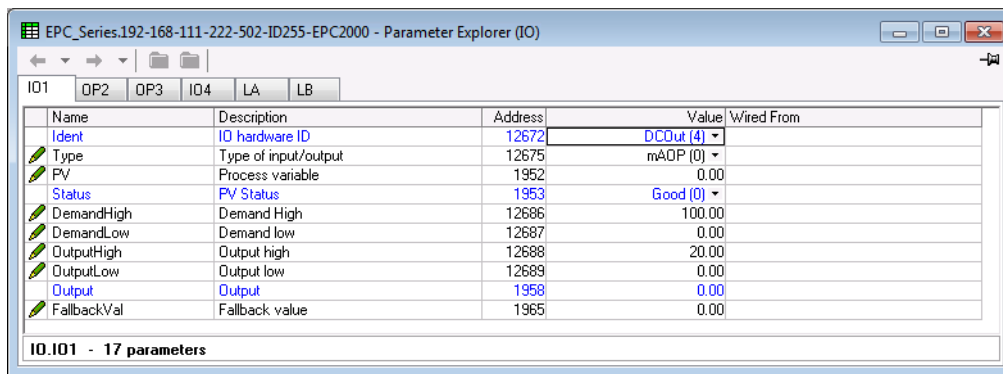 EPC_Series.192-168-111-222-502-ID255-EPC2000 - Parameter Explorer (IO)
IO1 OP2 OP3 IO4 LA LB
Name Description Address Value Wired From
Ident IO hardware ID 12672 DCOut (4)
Type Type of input/output 12675 mAOP (0)
PV Process variable 1952 0.00
Status PV Status 1953 Good (0)
DemandHigh Demand High 12686 100.00
DemandLow Demand low 12687 0.00
OutputHigh Output high 12688 20.00
OutputLow Output low 12689 0.00
Output Output 1958 0.00
FallbackVal Fallback value 1965 0.00
IO.IO1 - 17 parameters